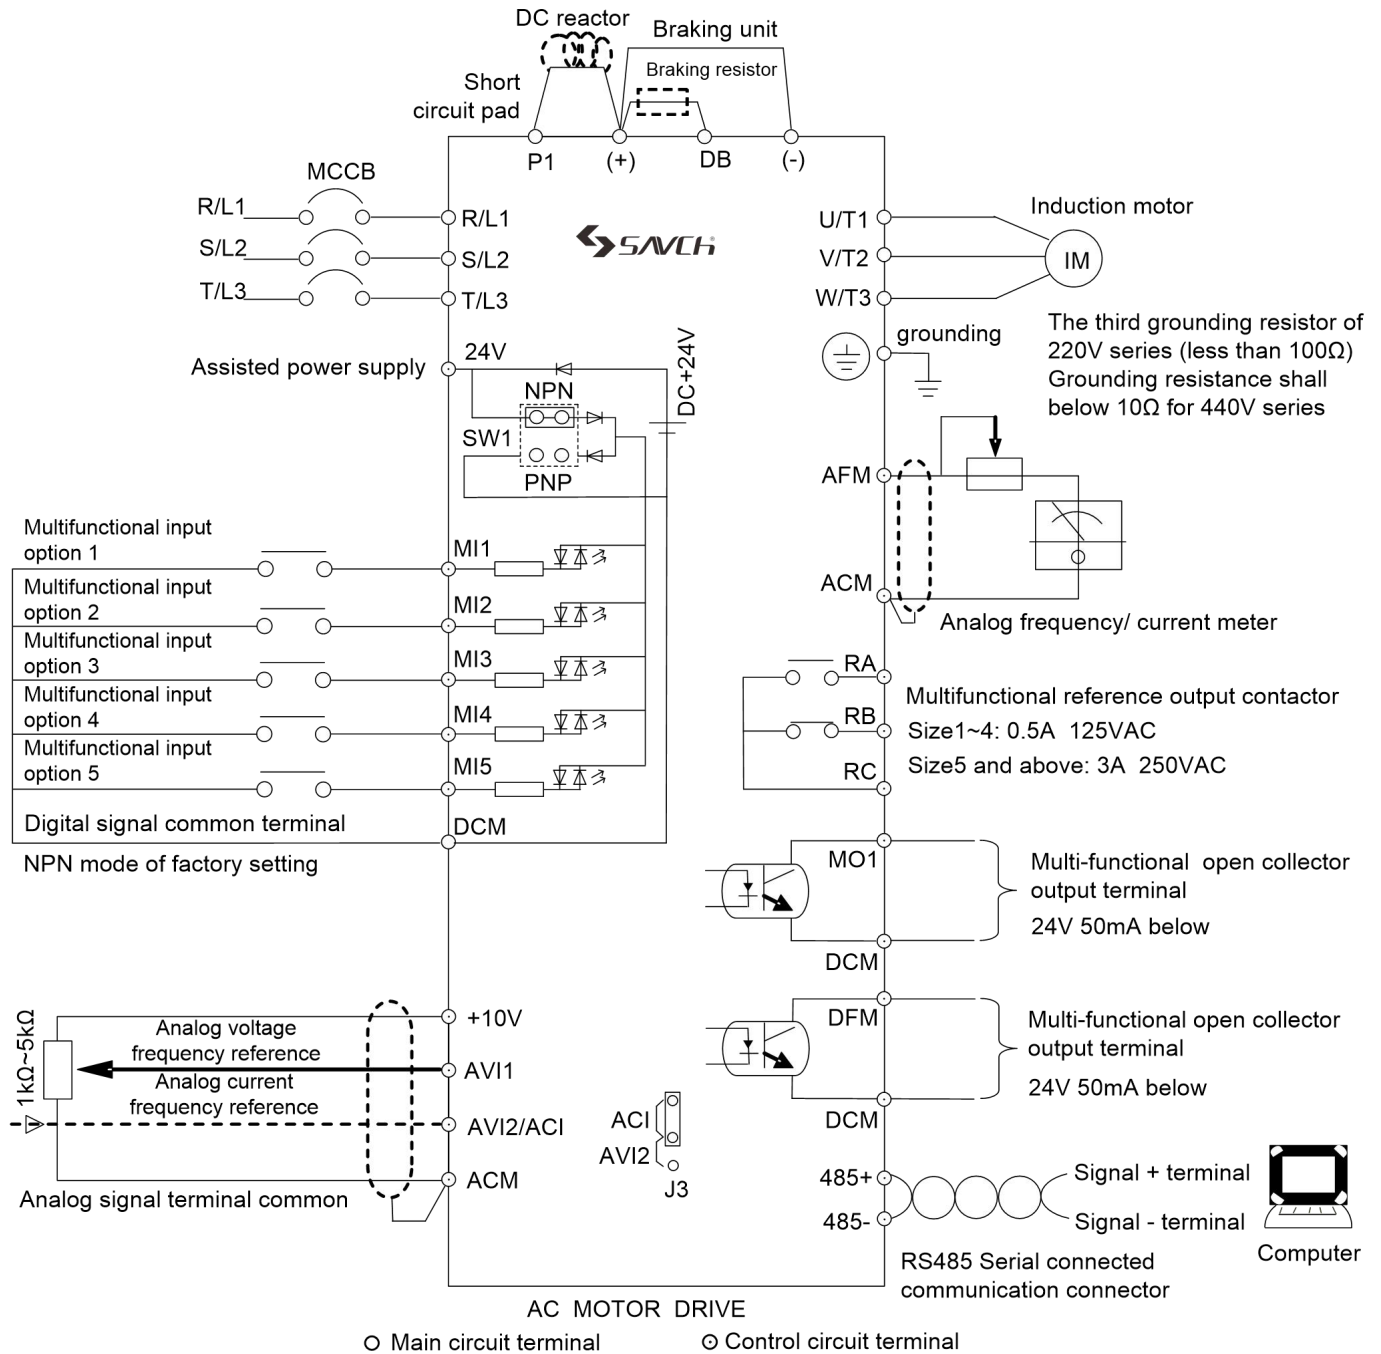 DC reactor
Braking unit
Braking resistor
Short
circuit pad
P1
(+)
DB
(-)
MCCB
R/L1
S/L2
T/L3
R/L1
S/L2
T/L3
SAVCH
U/T1
V/T2
W/T3
Induction motor
IM
grounding
The third grounding resistor of
220V series (less than 100Ω)
Grounding resistance shall
below 10Ω for 440V series
Assisted power supply
24V
NPN
SW1
PNP
DC+24V
AFM
ACM
Analog frequency/ current meter
Multifunctional input
option 1
Multifunctional input
option 2
Multifunctional input
option 3
Multifunctional input
option 4
Multifunctional input
option 5
MI1
MI2
MI3
MI4
MI5
DCM
Digital signal common terminal
NPN mode of factory setting
RA
RB
RC
Multifunctional reference output contactor
Size1~4: 0.5A 125VAC
Size5 and above: 3A 250VAC
MO1
DCM
Multi-functional open collector
output terminal
24V 50mA below
DFM
DCM
Multi-functional open collector
output terminal
24V 50mA below
1kΩ~5kΩ
Analog voltage
frequency reference
Analog current
frequency reference
+10V
AVI1
AVI2/ACI
ACM
Analog signal terminal common
ACI
AVI2
J3
485+
485-
Signal + terminal
Signal - terminal
Computer
RS485 Serial connected
communication connector
AC MOTOR DRIVE
Main circuit terminal
Control circuit terminal